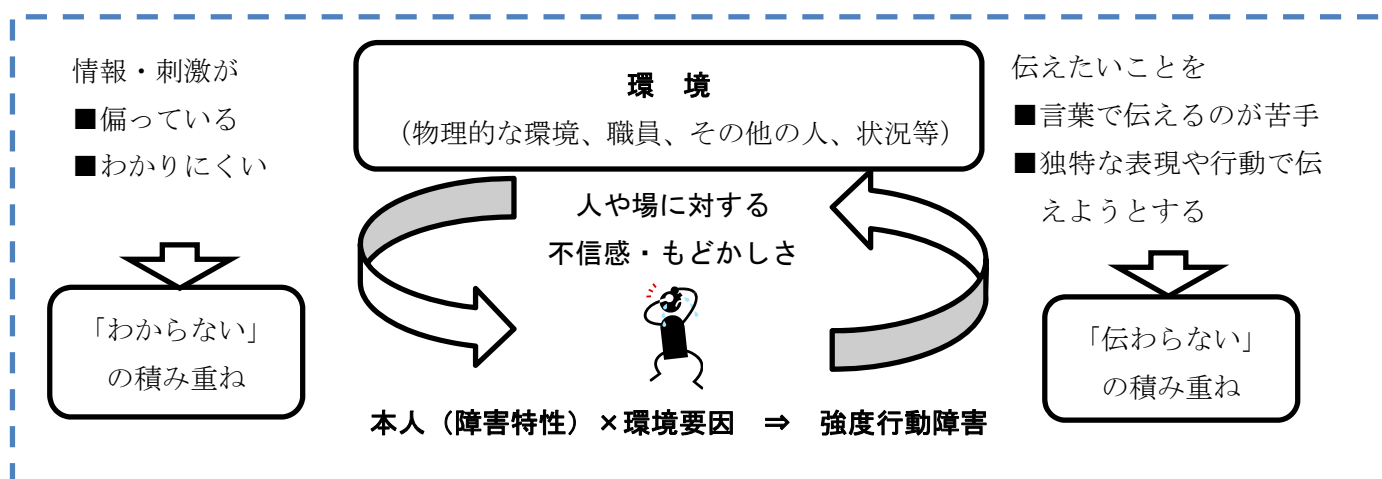 情報・刺激が
■偏っている
■わかりにくい
「わからない」
の積み重ね
環 境
（物理的な環境、職員、その他の人、状況等）
人や場に対する
不信感・もどかしさ
本人（障害特性）×環境要因 ⇒ 強度行動障害
伝えたいことを
■言葉で伝えるのが苦手
■独特な表現や行動で伝
えようとする
「伝わらない」
の積み重ね